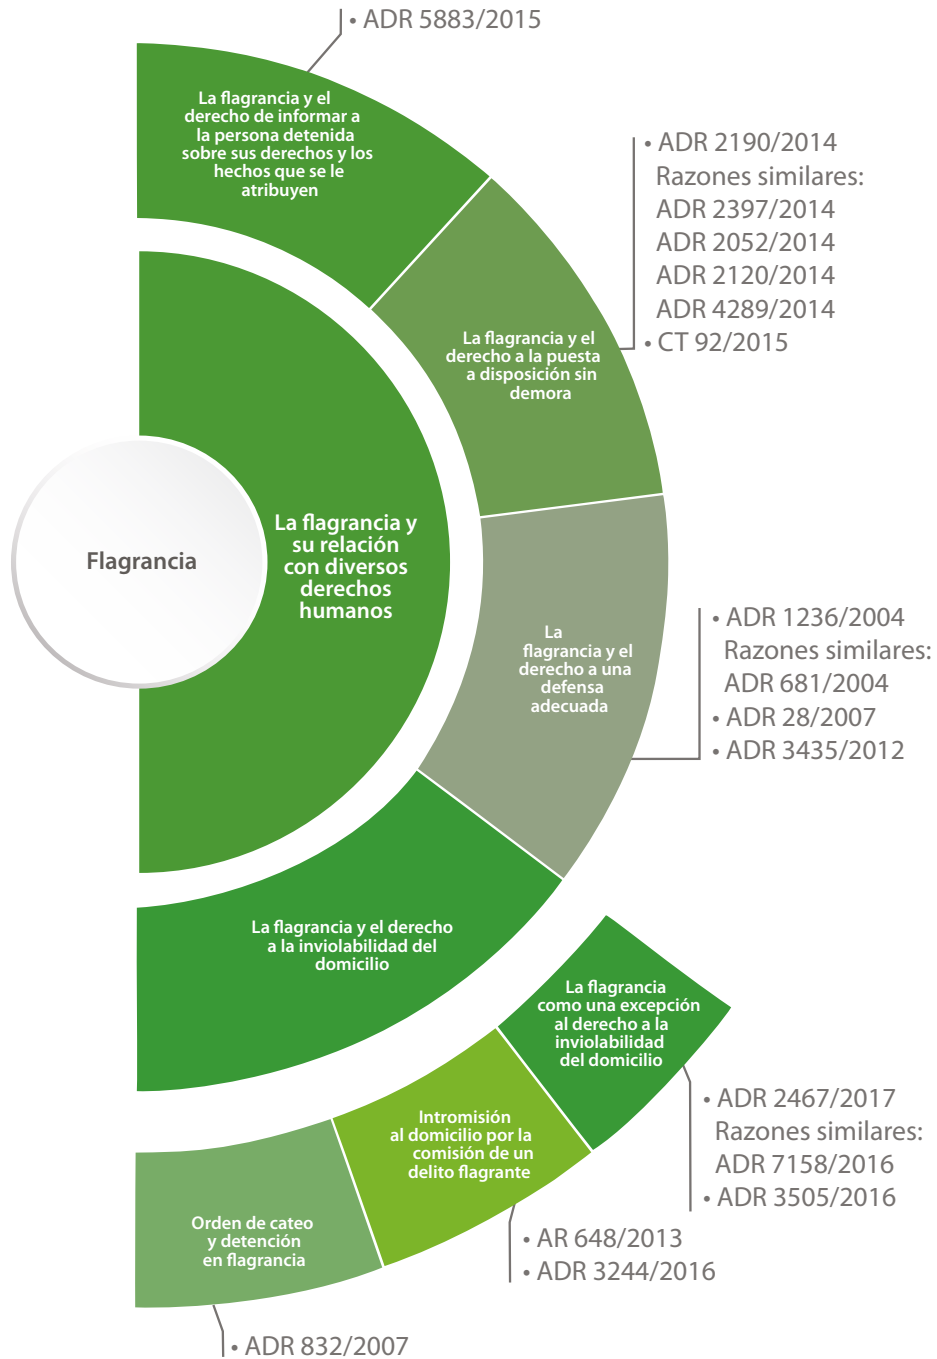 • ADR 5883/2015
La flagrancia y el
derecho de informar a
la persona detenida
sobre sus derechos y los
hechos que se le
atribuyen
• ADR 2190/2014
Razones similares:
ADR 2397/2014
ADR 2052/2014
ADR 2120/2014
ADR 4289/2014
• CT 92/2015
La flagrancia y el
derecho a la puesta
a disposición sin
demora
Flagrancia
La flagrancia y
su relación
con diversos
derechos
humanos
La
flagrancia y el
derecho a una
defensa
adecuada
• ADR 1236/2004
Razones similares:
ADR 681/2004
• ADR 28/2007
• ADR 3435/2012
La flagrancia y el derecho
a la inviolabilidad del
domicilio
La flagrancia
como una excepción
al derecho a la
inviolabilidad
del domicilio
• ADR 2467/2017
Razones similares:
ADR 7158/2016
• ADR 3505/2016
Intromisión
al domicilio por la
comisión de un
delito flagrante
• AR 648/2013
• ADR 3244/2016
Orden de cateo
y detención
en flagrancia
• ADR 832/2007